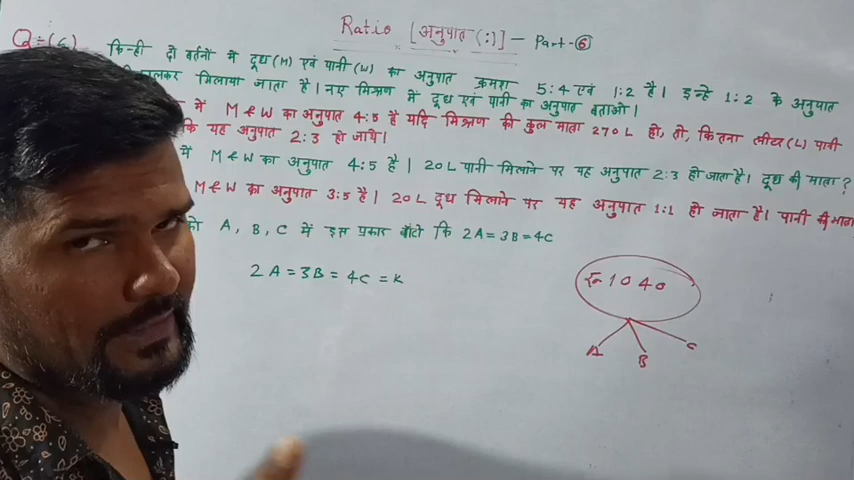 Ratio [अनुपात (:)] - Part-⑥
Q:-(6)
किन्ही दो बर्तनों में दूध (M) एवं पानी (W) का अनुपात क्रमशः 5:4 एवं 1:2 है। इन्हे 1:2 के अनुपात
मिलाया जाता है। नए मिश्रण में दूध एवं पानी का अनुपात बताओ।
में M & W का अनुपात 4:5 है यदि मिश्रण की कुल मात्रा 270 L हो, तो, कितना लीटर (L) पानी
कि यह अनुपात 2:3 हो जाये।
में M & W का अनुपात 4:5 है। 20 L पानी मिलाने पर यह अनुपात 2:3 हो जाता है। दूध की मात्रा?
M & W का अनुपात 3:5 है। 20 L दूध मिलाने पर यह अनुपात 1:1 हो जाता है। पानी की मात्रा
को A, B, C में इस प्रकार बाँटो कि 2A=3B=4C
2A = 3B = 4C = K
1040
A B C